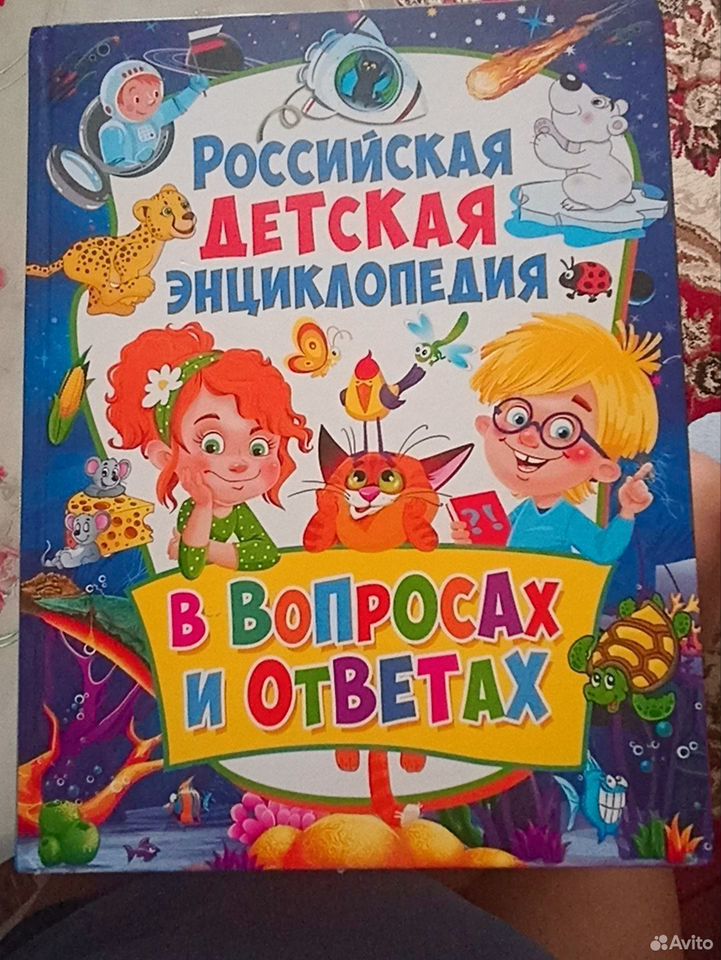 РОССИЙСКАЯ
ДЕТСКАЯ
ЭНЦИКЛОПЕДИЯ
?!
В ВОПРОСАХ
И ОТВЕТАХ
Avito